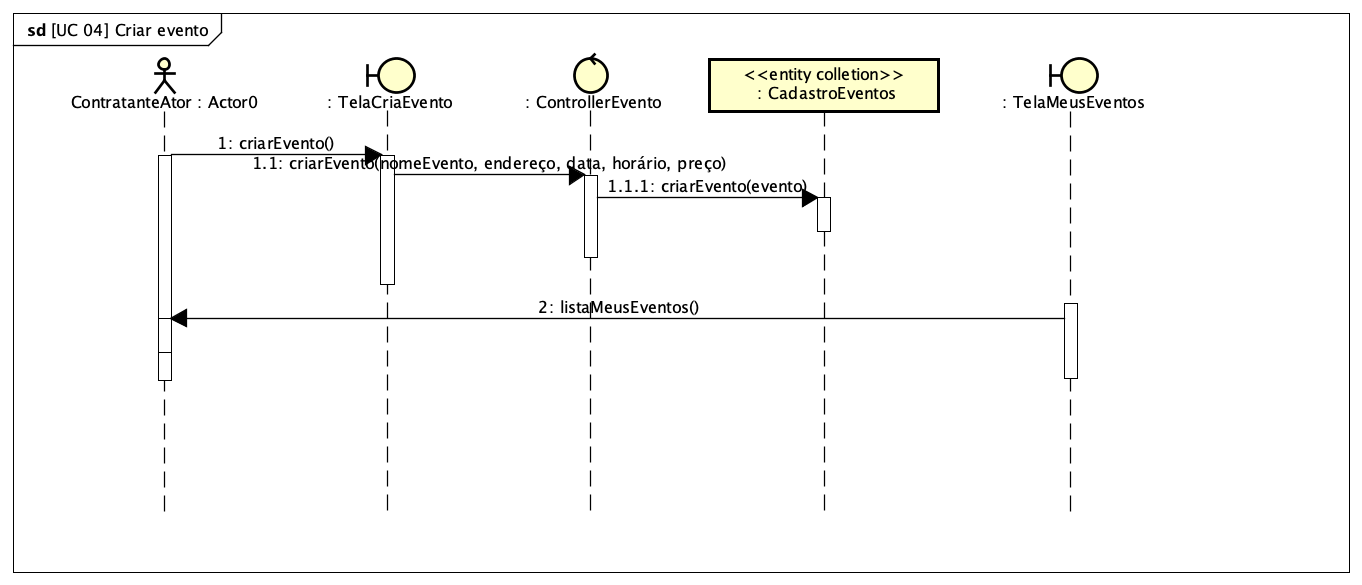 sd [UC 04] Criar evento
ContratanteAtor : Actor0
: TelaCriaEvento
: ControllerEvento
<<entity colletion>>
: CadastroEventos
: TelaMeusEventos
1: criarEvento()
1.1: criarEvento(nomeEvento, endereço, data, horário, preço)
1.1.1: criarEvento(evento)
2: listaMeusEventos()